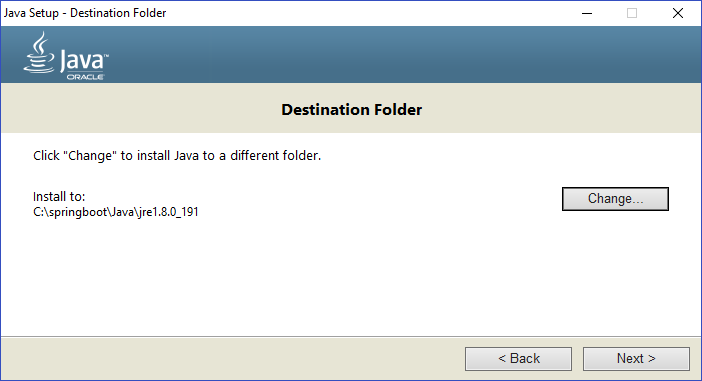 Java Setup - Destination Folder
Java™
ORACLE
Destination Folder
Click "Change" to install Java to a different folder.
Install to:
C:\springboot\Java\jre1.8.0_191
Change...
< Back
Next >